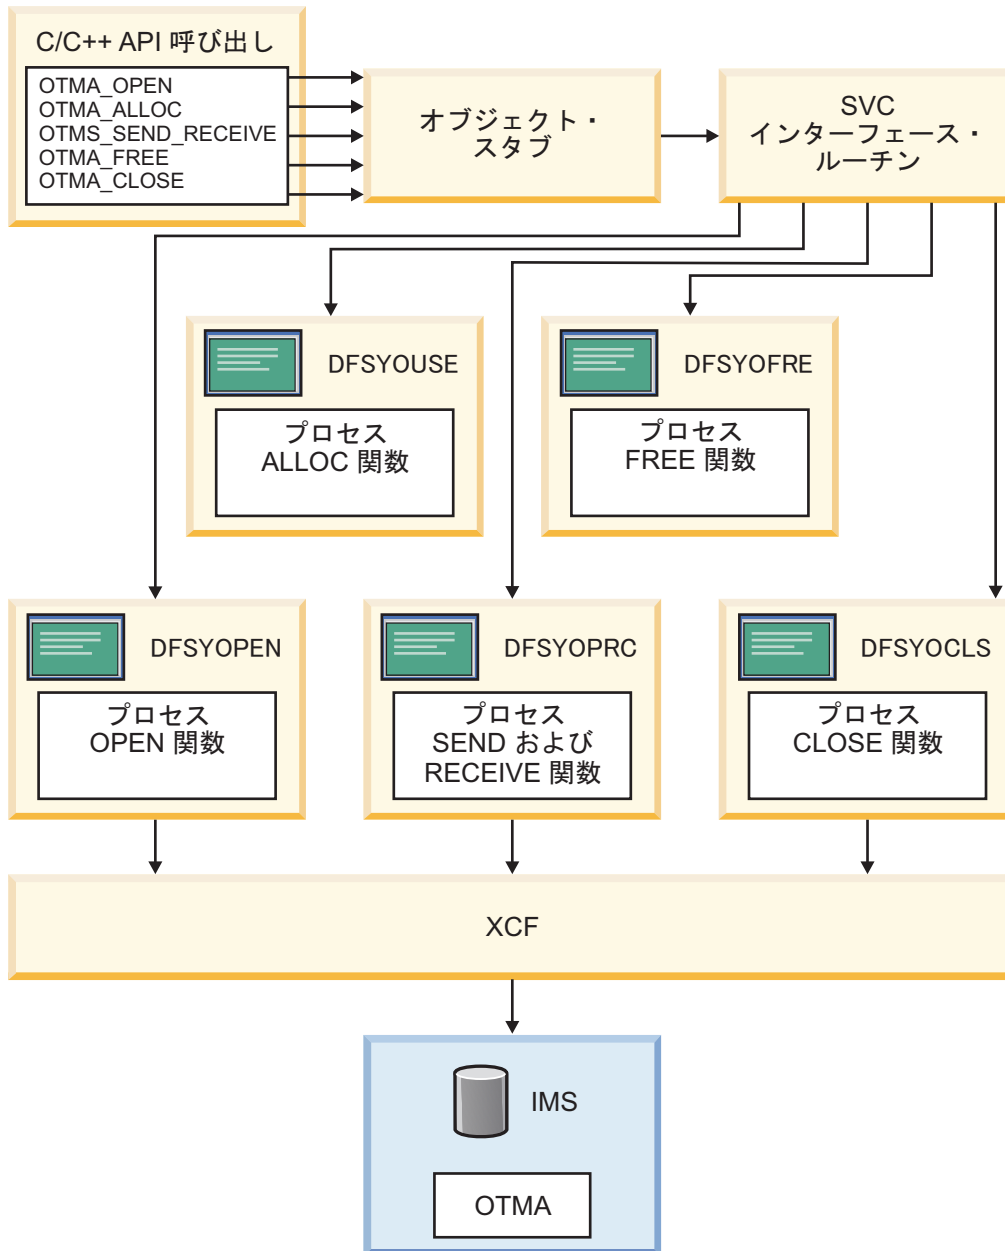 C/C++ API 呼び出し
OTMA_OPEN
OTMA_ALLOC
OTMS_SEND_RECEIVE
OTMA_FREE
OTMA_CLOSE
オブジェクト・
スタブ
SVC
インターフェース・
ルーチン
DFSYOUSE
プロセス
ALLOC 関数
DFSYOFRE
プロセス
FREE 関数
DFSYOPEN
プロセス
OPEN 関数
DFSYOPRC
プロセス
SEND および
RECEIVE 関数
DFSYOCLS
プロセス
CLOSE 関数
XCF
IMS
OTMA